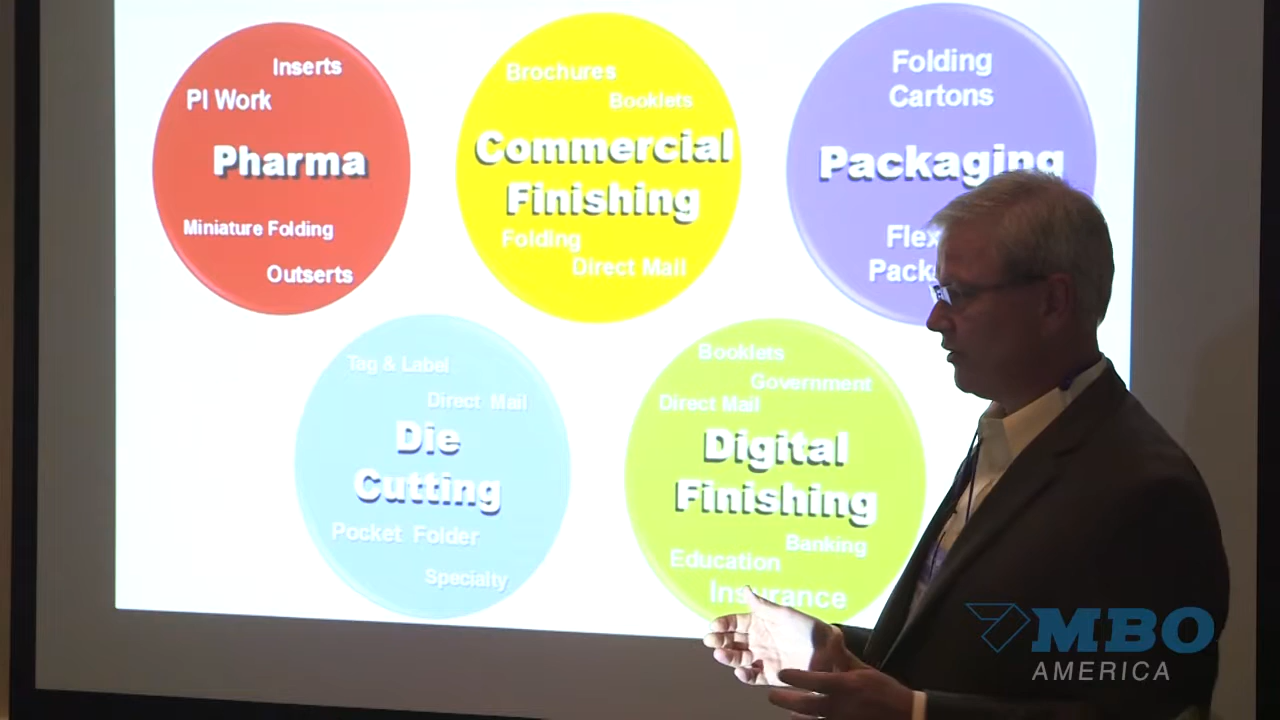 Inserts
PI Work
Pharma
Miniature Folding
Outserts
Brochures
Booklets
Commercial
Finishing
Folding
Direct Mail
Folding
Cartons
Packaging
Tag & Label
Direct Mail
Die
Cutting
Pocket Folder
Specialty
Booklets
Government
Direct Mail
Digital
Finishing
Banking
Education
Insurance
MBO
AMERICA